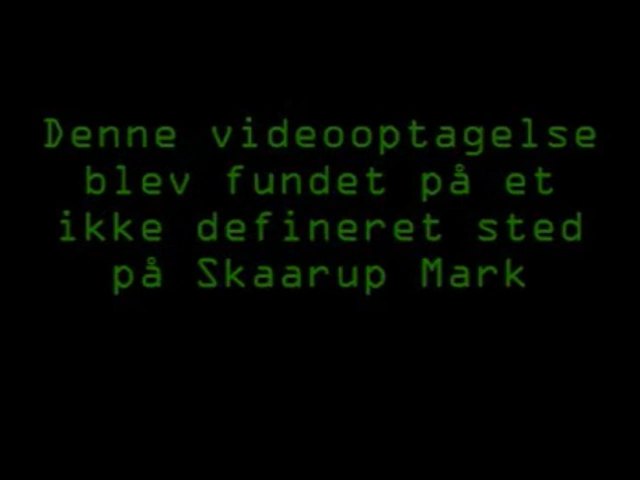 Denne videooptagelse
blev fundet på et
ikke defineret sted
på Skaarup Mark